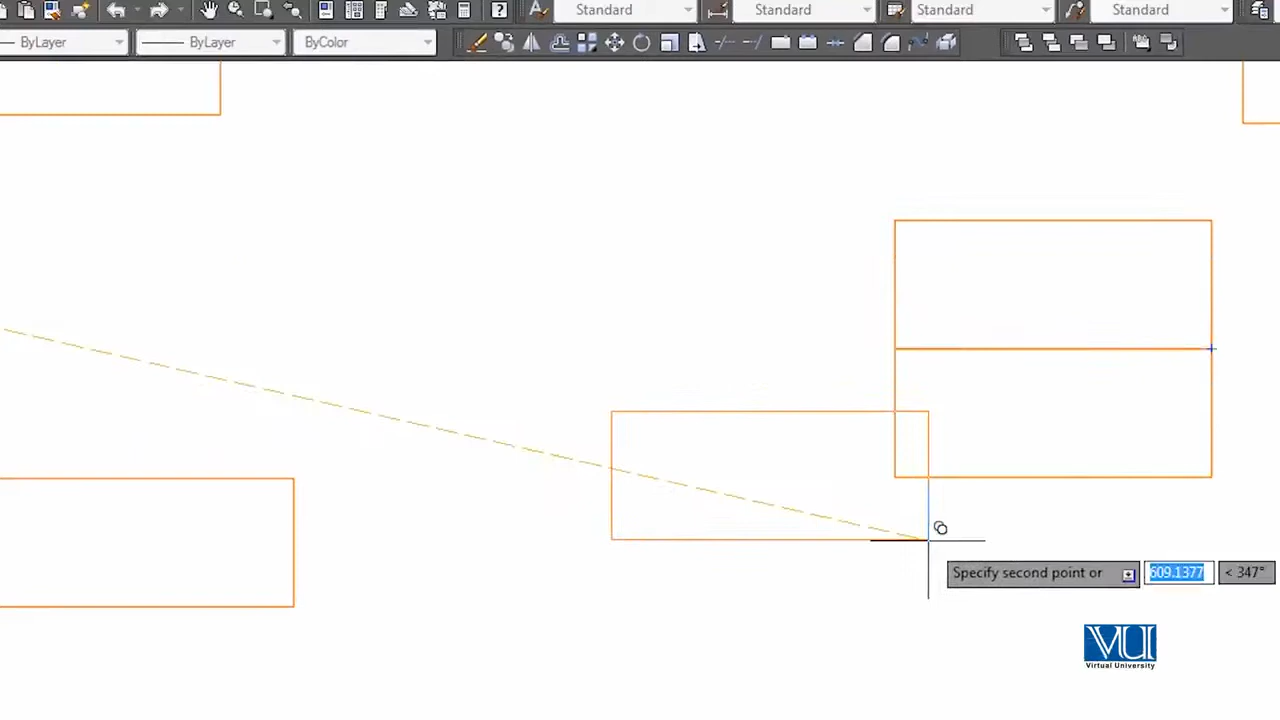 Standard Standard Standard Standard
ByLayer ByLayer ByColor
Specify second point or 609.1377 < 347°
VU
Virtual University